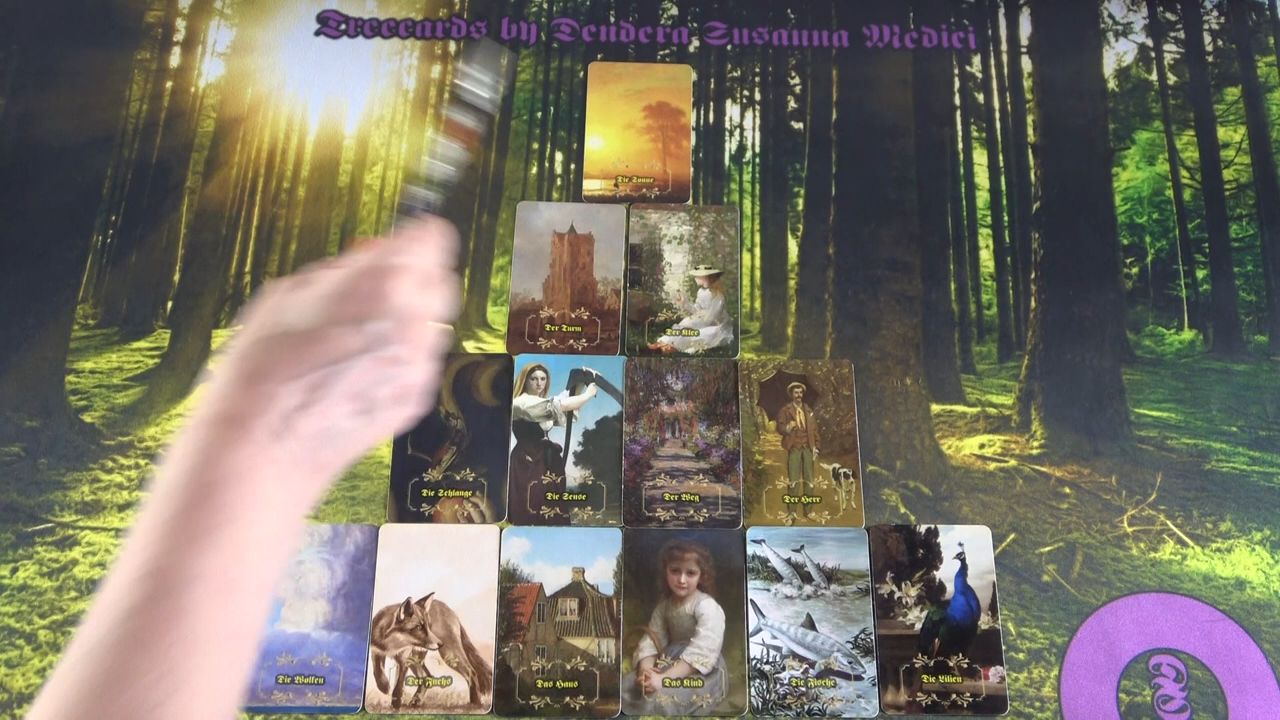 Treecards by Dendera Susanna Medici
Die Sonne
Der Turm
Der Klee
Die Schlange
Die Sense
Der Weg
Der Herr
Die Wolken
Der Fuchs
Das Haus
Das Kind
Die Fische
Die Lilien